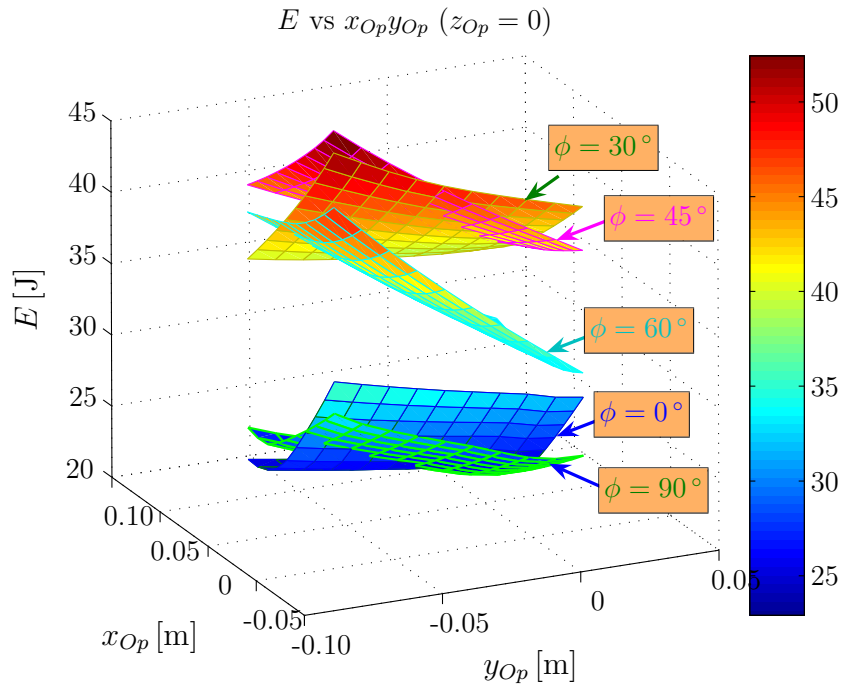 E vs x_{Op}y_{Op} (z_{Op} = 0)
45
40
35
30
25
20
E [J]
0.10
0.05
0
-0.05
x_{Op} [m]
-0.10
-0.05
0
0.05
y_{Op} [m]
ϕ = 30°
ϕ = 45°
ϕ = 60°
ϕ = 0°
ϕ = 90°
50
45
40
35
30
25